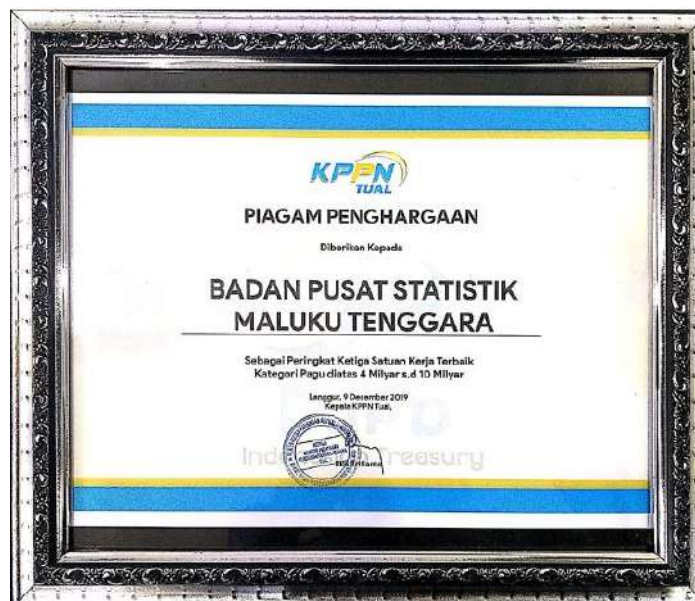 KPPN
TUAL
PIAGAM PENGHARGAAN
Diberikan Kepada
BADAN PUSAT STATISTIK
MALUKU TENGGARA
Sebagai Peringkat Ketiga Satuan Kerja Terbaik
Kategori Pagu diatas 4 Milyar s.d 10 Milyar
Langgur, 9 Desember 2019
Kepala KPPN Tual,
Treasury